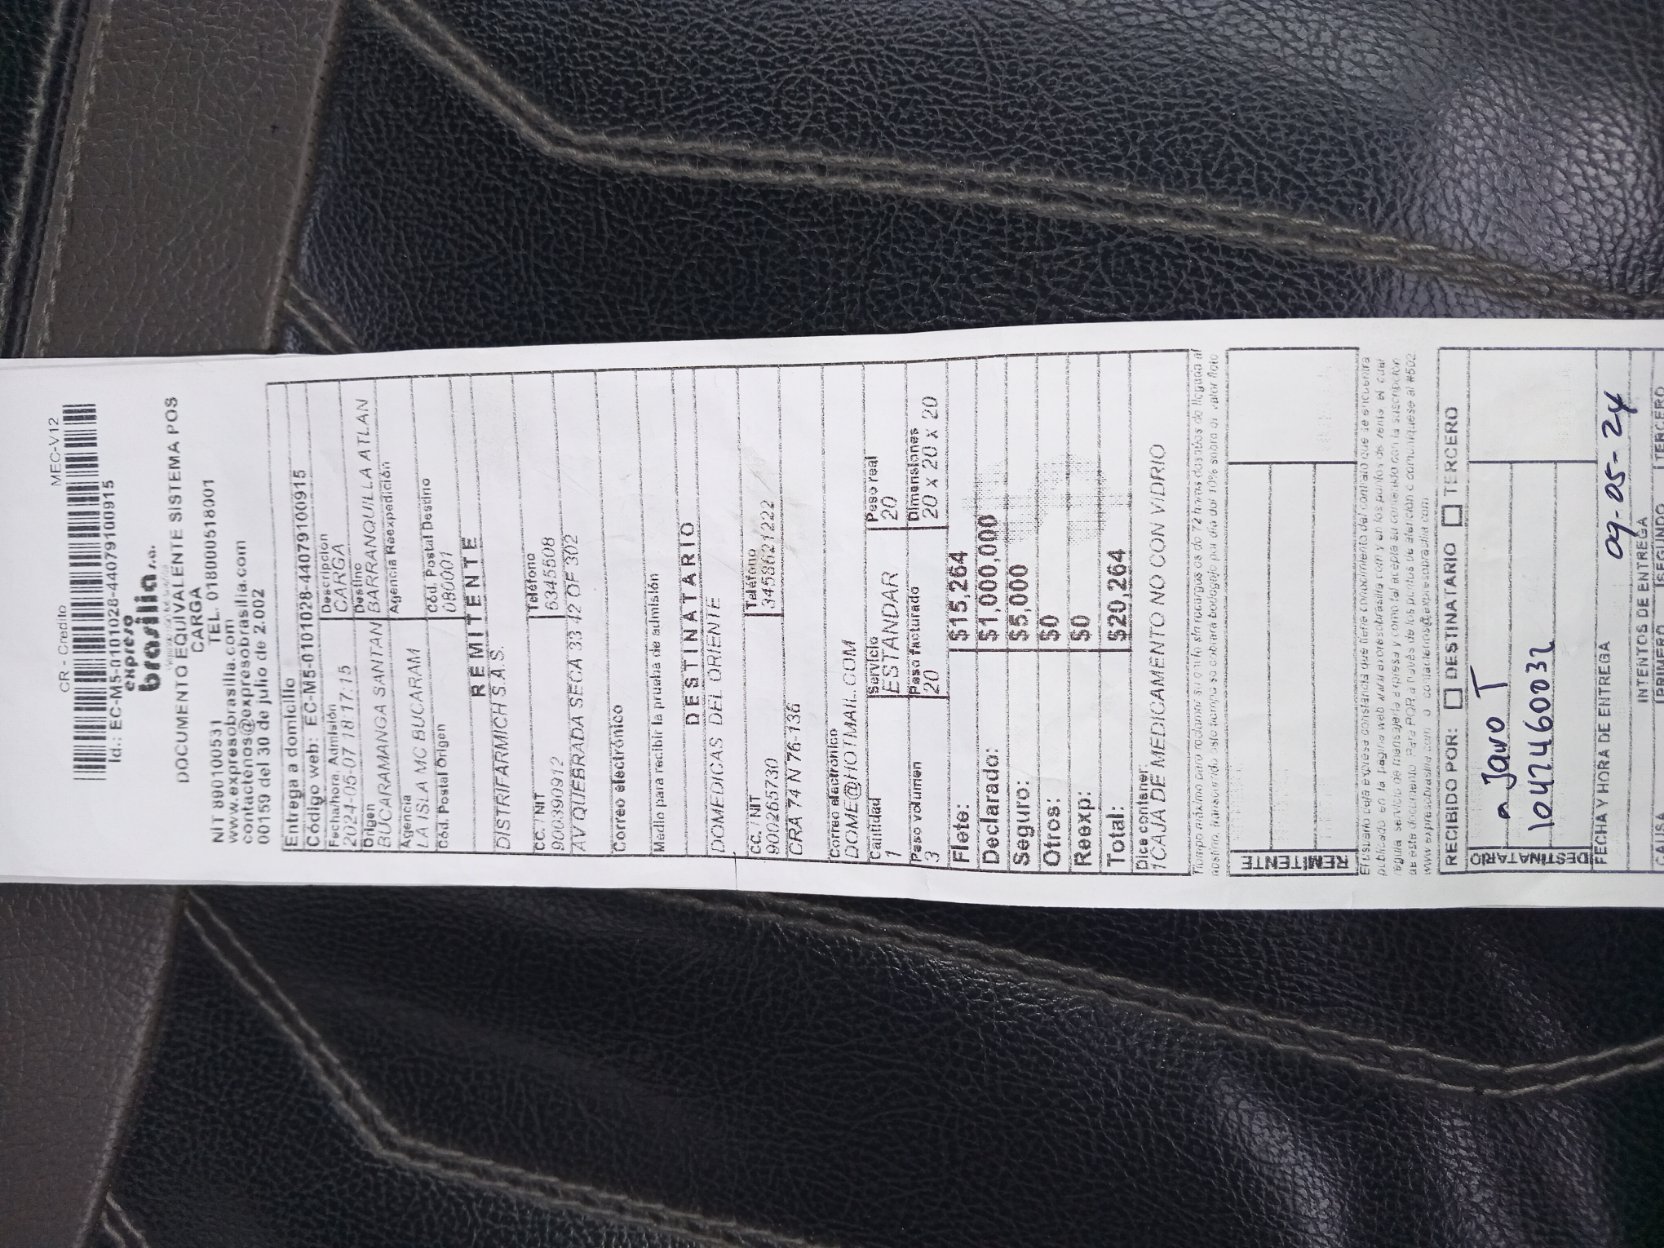 CR - Credito
MEC-V12
Id.: EC-M5-0101028-4407910​0915
expreso
brasilia s.a.
DOCUMENTO EQUIVALENTE SISTEMA POS
CARGA
NIT 890100531 TEL. 018000518001
www.expresobrasilia.com
contactenos@expresobrasilia.com
00159 del 30 de julio de 2.002
Entrega a domicilio
Código web: EC-M5-0101028-44079100915
Fecha/hora. Admisión Descripción
2024-05-07 18:17:15 CARGA
Origen Destino
BUCARAMANGA SANTAN BARRANQUILLA ATLAN
Agencia Agencia Reexpedición
LA ISLA MC BUCARAM
Cód. Postal Origen Cód. Postal Destino
080001
REMITENTE
DISTRIFARMICH S.A.S.
CC. / NIT Teléfono
900390912 6345508
AV QUEBRADA SECA 33 42 OF 302
Correo electrónico
Medio para recibir la prueba de admisión
DESTINATARIO
DOMEDICAS DEL ORIENTE
CC. / NIT Teléfono
900265730 3458621222
CRA 74 N 76-136
Correo electrónico
DOME@HOTMAIL.COM
Cantidad Servicio Peso real
1 ESTANDAR 20
Peso volumen Peso facturado Dimensiones
3 20 20 x 20 x 20
Flete: $15,264
Declarado: $1,000,000
Seguro: $5,000
Otros: $0
Reexp: $0
Total: $20,264
Dice contener:
1CAJA DE MEDICAMENTO NO CON VIDRIO
REMITENTE
RECIBIDO POR: DESTINATARIO TERCERO
Jairo T
1042460032
DESTINATARIO
FECHA Y HORA DE ENTREGA 09-05-24
INTENTOS DE ENTREGA
CAUSA PRIMERO SEGUNDO TERCERO